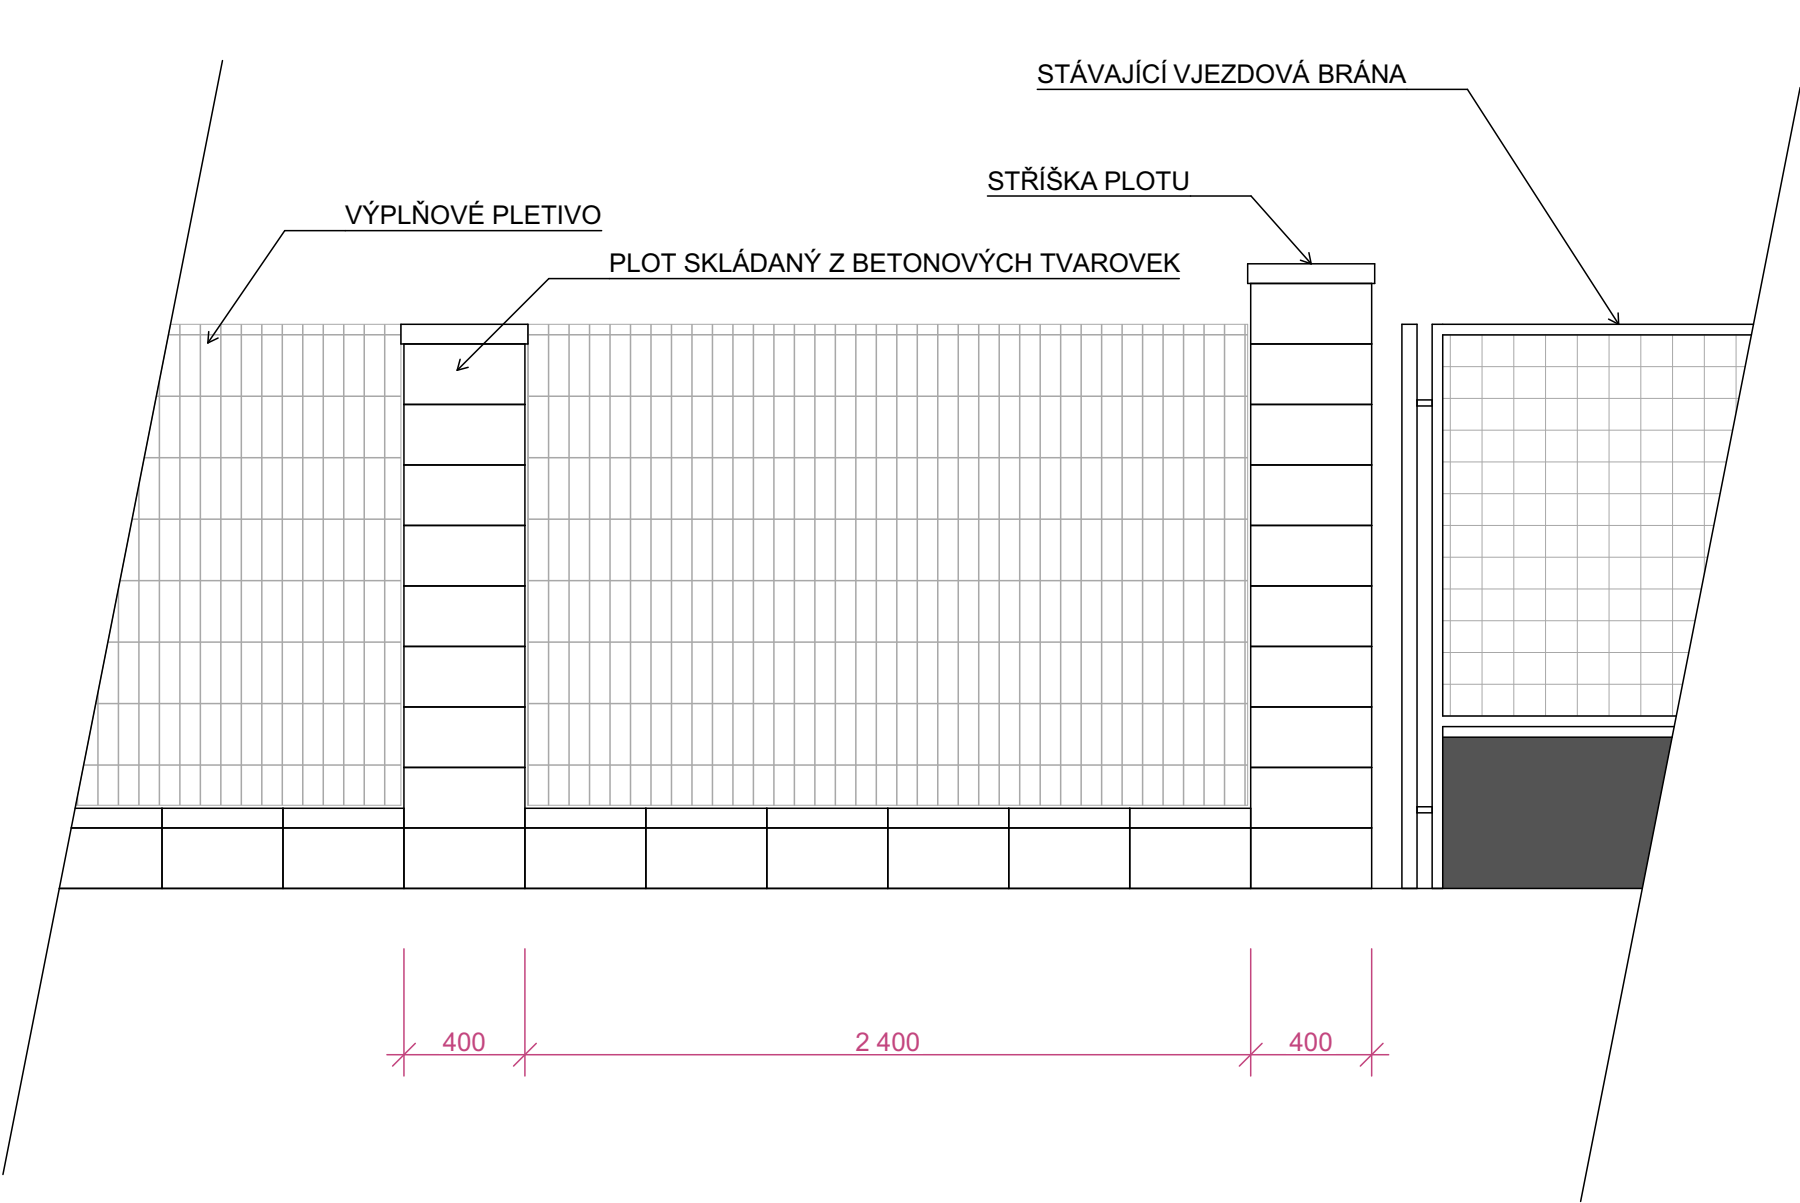 STÁVAJÍCÍ VJEZDOVÁ BRÁNA
STŘÍŠKA PLOTU
VÝPLŇOVÉ PLETIVO
PLOT SKLÁDANÝ Z BETONOVÝCH TVAROVEK
400
2 400
400